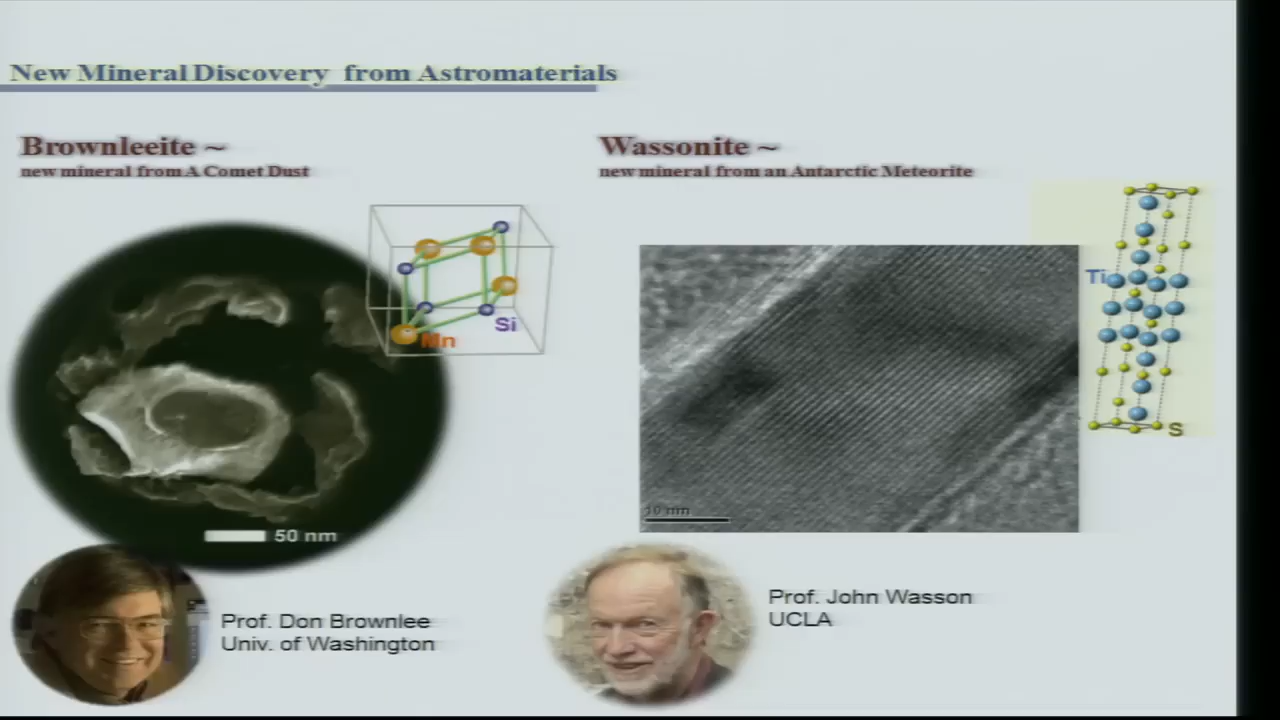 New Mineral Discovery from Astromaterials
Brownleeite ~
new mineral from A Comet Dust
Wassonite ~
new mineral from an Antarctic Meteorite
Si
Mn
Ti
S
50 nm
10 nm
Prof. Don Brownlee
Univ. of Washington
Prof. John Wasson
UCLA